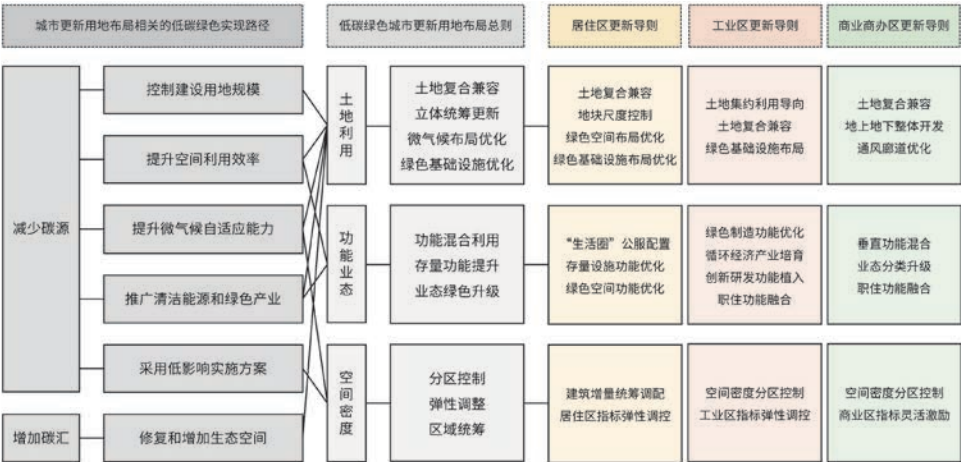 城市更新用地布局相关的低碳绿色实现路径
低碳绿色城市更新用地布局总则
居住区更新导则
工业区更新导则
商业商办区更新导则
减少碳源
增加碳汇
控制建设用地规模
提升空间利用效率
提升微气候自适应能力
推广清洁能源和绿色产业
采用低影响实施方案
修复和增加生态空间
土地利用
土地复合兼容
立体统筹更新
微气候布局优化
绿色基础设施优化
土地复合兼容
地块尺度控制
绿色空间布局优化
绿色基础设施布局优化
土地集约利用导向
土地复合兼容
绿色基础设施布局
土地复合兼容
地上地下整体开发
通风廊道优化
功能业态
功能混合利用
存量功能提升
业态绿色升级
“生活圈”公服配置
存量设施功能优化
绿色空间功能优化
绿色制造功能优化
循环经济产业培育
创新研发功能植入
职住功能融合
垂直功能混合
业态分类升级
职住功能融合
空间密度
分区控制
弹性调整
区域统筹
建筑增量统筹调配
居住区指标弹性调控
空间密度分区控制
工业区指标弹性调控
空间密度分区控制
商业区指标灵活激励